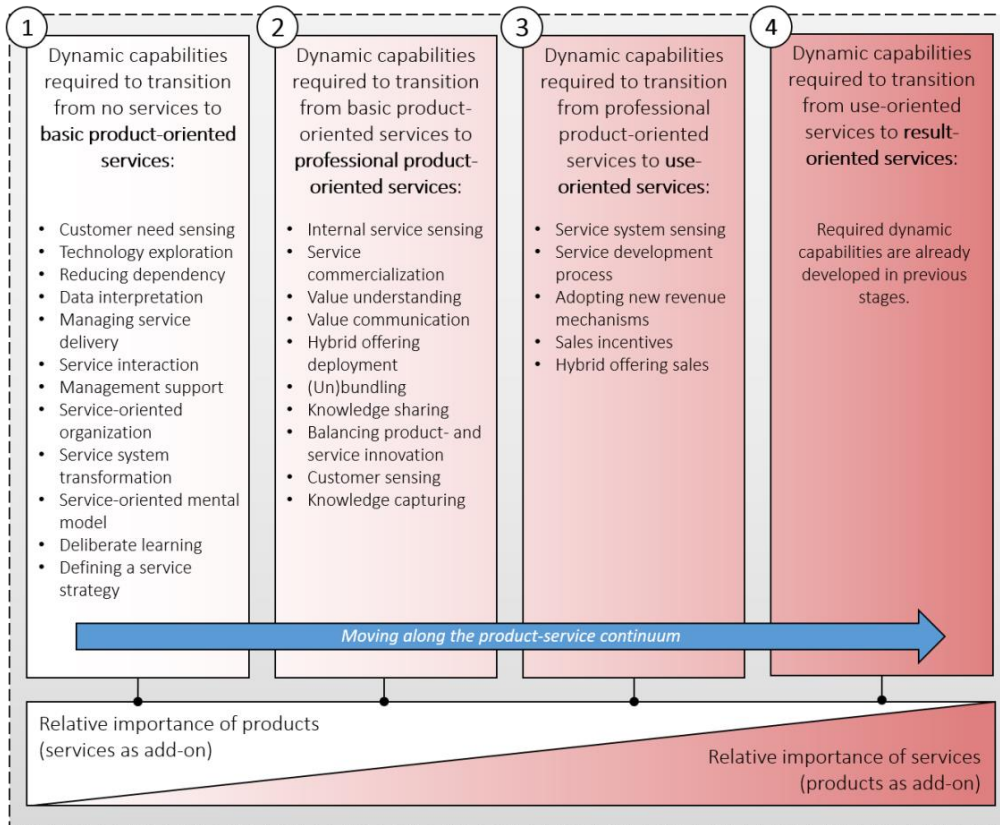 1
Dynamic capabilities
required to transition
from no services to
basic product-oriented
services:
• Customer need sensing
• Technology exploration
• Reducing dependency
• Data interpretation
• Managing service
delivery
• Service interaction
• Management support
• Service-oriented
organization
• Service system
transformation
• Service-oriented mental
model
• Deliberate learning
• Defining a service
strategy
2
Dynamic capabilities
required to transition
from basic product-
oriented services to
professional product-
oriented services:
• Internal service sensing
• Service
commercialization
• Value understanding
• Value communication
• Hybrid offering
deployment
• (Un)bundling
• Knowledge sharing
• Balancing product- and
service innovation
• Customer sensing
• Knowledge capturing
3
Dynamic capabilities
required to transition
from professional
product-oriented
services to use-
oriented services:
• Service system sensing
• Service development
process
• Adopting new revenue
mechanisms
• Sales incentives
• Hybrid offering sales
4
Dynamic capabilities
required to transition
from use-oriented
services to result-
oriented services:
Required dynamic
capabilities are already
developed in previous
stages.
Moving along the product-service continuum
Relative importance of products
(services as add-on)
Relative importance of services
(products as add-on)